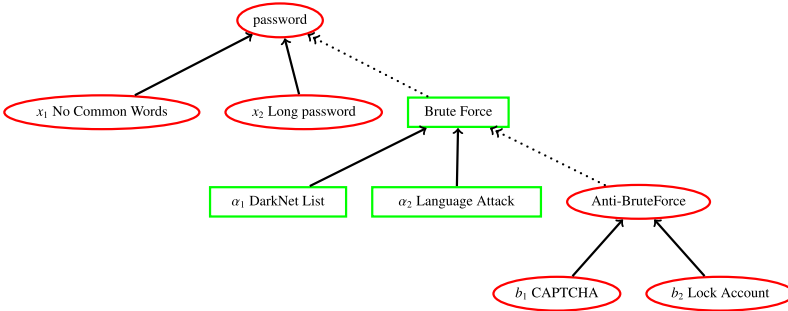 password
x₁ No Common Words
x₂ Long password
Brute Force
α₁ DarkNet List
α₂ Language Attack
Anti-BruteForce
b₁ CAPTCHA
b₂ Lock Account